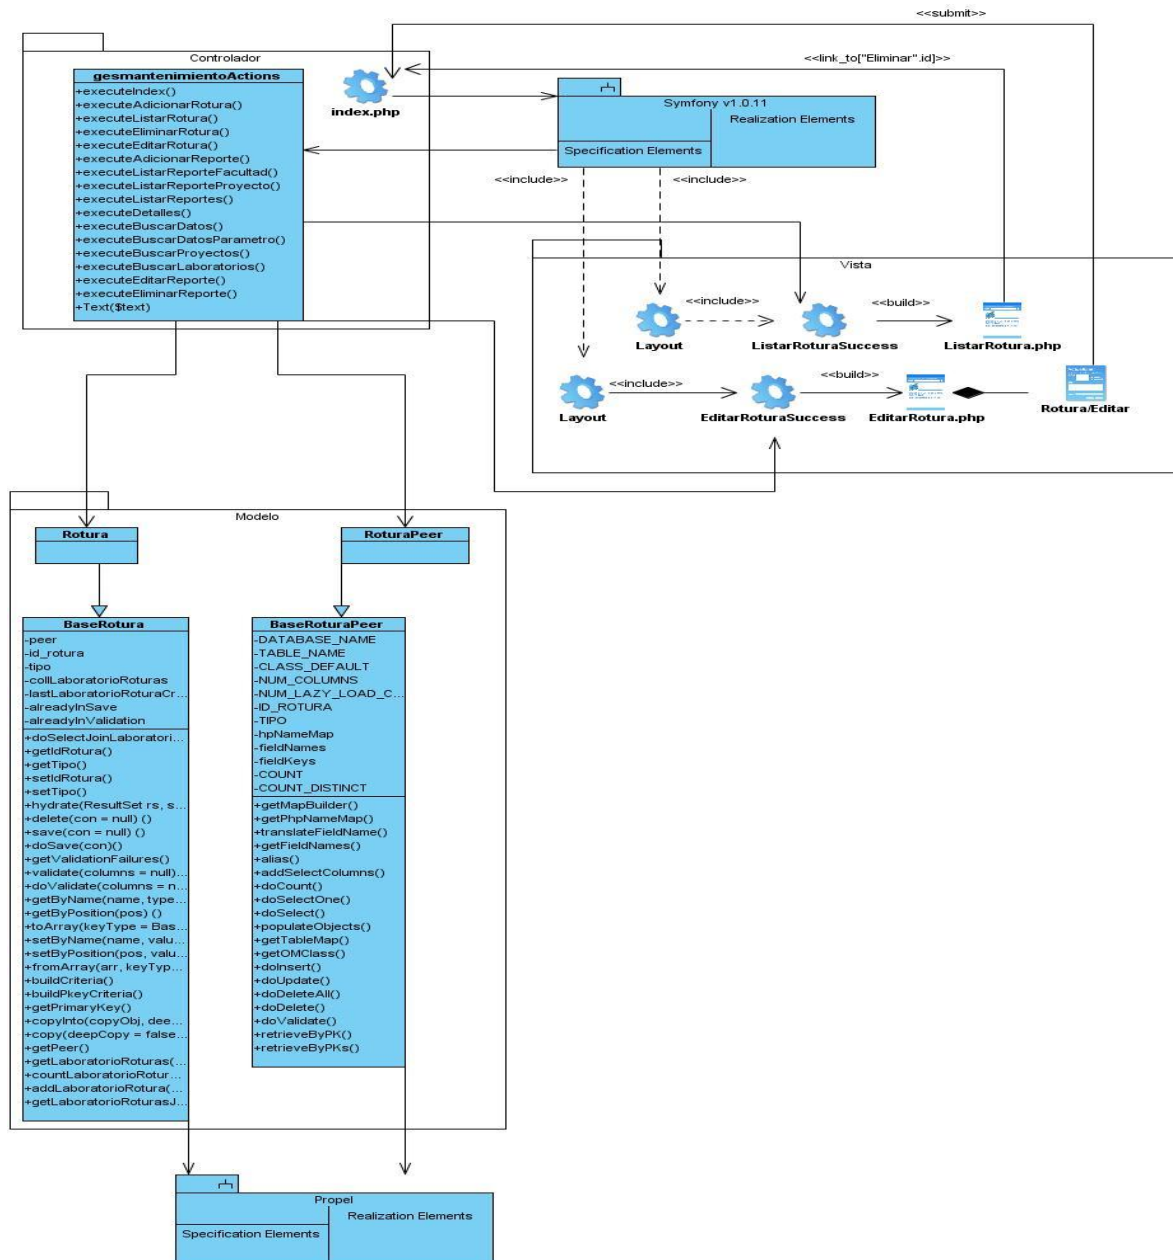 <<submit>>
Controlador
<<link_to["Eliminar".id]>>
gesmantenimientoActions
+executeIndex()
+executeAdicionarRotura()
+executeListarRotura()
+executeEliminarRotura()
+executeEditarRotura()
+executeAdicionarReporte()
+executeListarReporteFacultad()
+executeListarReporteProyecto()
+executeListarReportes()
+executeDetalles()
+executeBuscarDatos()
+executeBuscarDatosParametro()
+executeBuscarProyectos()
+executeBuscarLaboratorios()
+executeEditarReporte()
+executeEliminarReporte()
+Text($text)
index.php
Symfony v1.0.11
Realization Elements
Specification Elements
<<include>>
<<include>>
Vista
<<include>>
<<build>>
Layout
ListarRoturaSuccess
ListarRotura.php
<<include>>
<<build>>
Layout
EditarRoturaSuccess
EditarRotura.php
Rotura/Editar
Modelo
Rotura
RoturaPeer
BaseRotura
-peer
-id_rotura
-tipo
-collLaboratorioRoturas
-lastLaboratorioRoturaCr...
-alreadyInSave
-alreadyInValidation
+doSelectJoinLaboratori...
+getIdRotura()
+getTipo()
+setIdRotura()
+setTipo()
+hydrate(ResultSet rs, s...
+delete(con = null) ()
+save(con = null) ()
+doSave(con)()
+getValidationFailures()
+validate(columns = null)...
+doValidate(columns = n...
+getByName(name, type...
+getByPosition(pos) ()
+toArray(keyType = Bas...
+setByName(name, valu...
+setByPosition(pos, valu...
+fromArray(arr, keyTyp...
+buildCriteria()
+buildPkeyCriteria()
+getPrimaryKey()
+copyInto(copyObj, dee...
+copy(deepCopy = false...
+getPeer()
+getLaboratorioRoturas(...
+countLaboratorioRotur...
+addLaboratorioRotura(...
+getLaboratorioRoturasJ...
BaseRoturaPeer
-DATABASE_NAME
-TABLE_NAME
-CLASS_DEFAULT
-NUM_COLUMNS
-NUM_LAZY_LOAD_C...
-ID_ROTURA
-TIPO
-hpNameMap
-fieldNames
-fieldKeys
-COUNT
-COUNT_DISTINCT
+getMapBuilder()
+getPhpNameMap()
+translateFieldName()
+getFieldNames()
+alias()
+addSelectColumns()
+doCount()
+doSelectOne()
+doSelect()
+populateObjects()
+getTableMap()
+getOMClass()
+doInsert()
+doUpdate()
+doDeleteAll()
+doDelete()
+doValidate()
+retrieveByPK()
+retrieveByPKs()
Propel
Realization Elements
Specification Elements